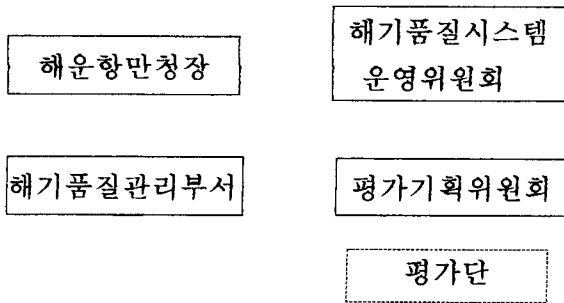 해운항만청장
해기품질시스템
운영위원회
해기품질관리부서
평가기획위원회
평가단